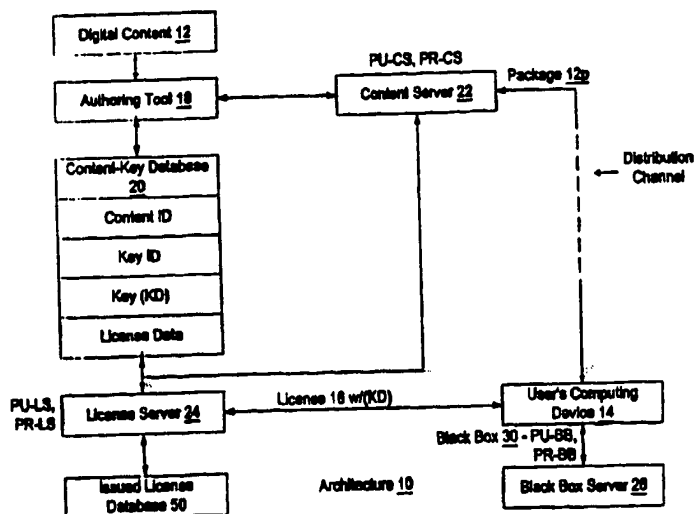 Digital Content 12
PU-CS, PR-CS
Package 12p
Authoring Tool 18
Content Server 22
Distribution
Channel
Content-Key Database
20
Content ID
Key ID
Key (KD)
License Data
PU-LS,
PR-LS
License Server 24
License 16 w/(KD)
User's Computing
Device 14
Black Box 30 - PU-BB,
PR-BB
Issued License
Database 50
Architecture 10
Black Box Server 26